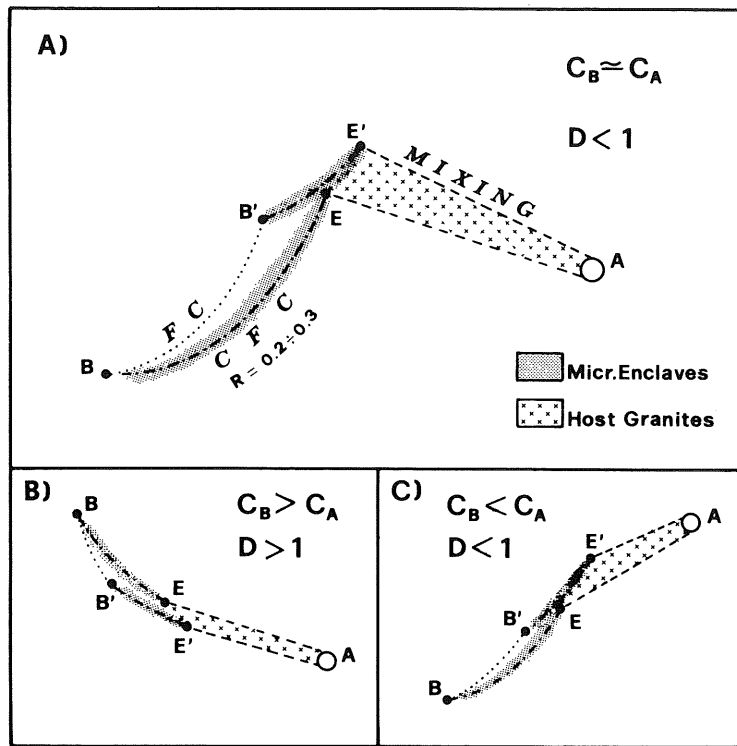 A)
C_B ≃ C_A
D < 1
E'
MIXING
B'
E
A
F C
C F C
R = 0.2÷0.3
B
Micr.Enclaves
Host Granites
B)
B
C_B > C_A
D > 1
E
B'
E'
A
C)
C_B < C_A
D < 1
A
E'
B'
E
B